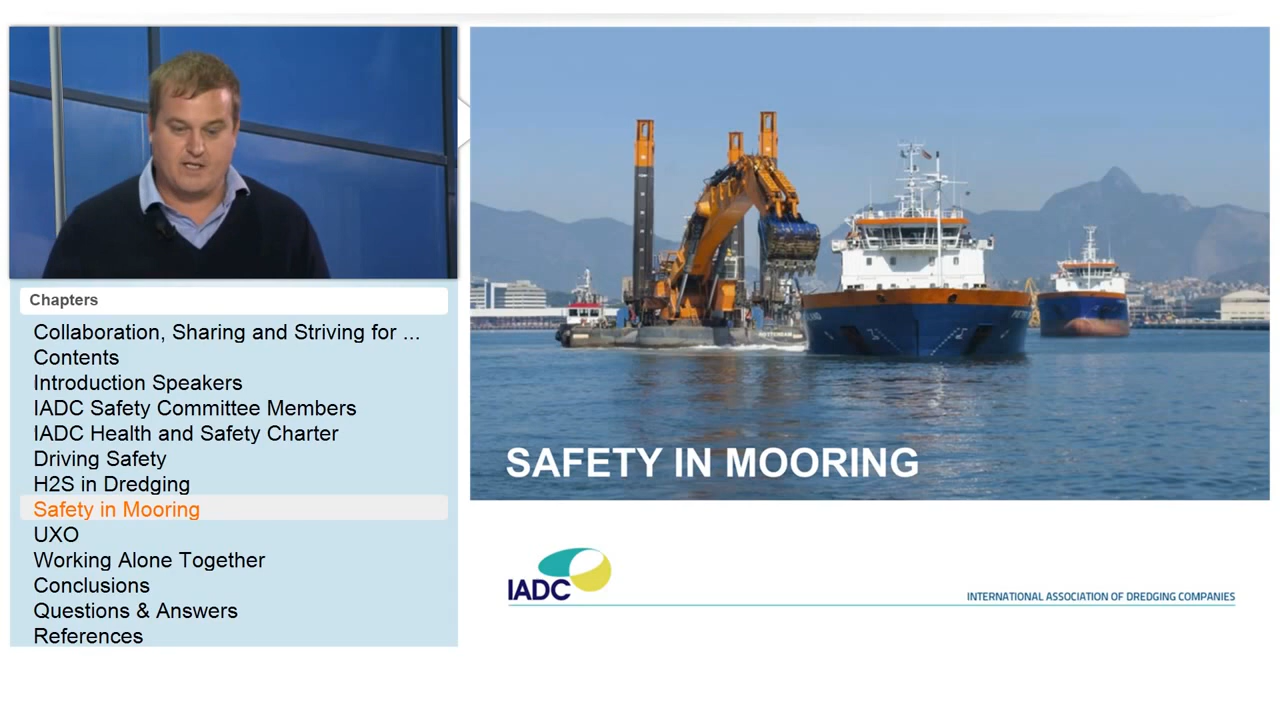 Chapters
Collaboration, Sharing and Striving for ...
Contents
Introduction Speakers
IADC Safety Committee Members
IADC Health and Safety Charter
Driving Safety
H2S in Dredging
Safety in Mooring
UXO
Working Alone Together
Conclusions
Questions & Answers
References
SAFETY IN MOORING
IADC
INTERNATIONAL ASSOCIATION OF DREDGING COMPANIES